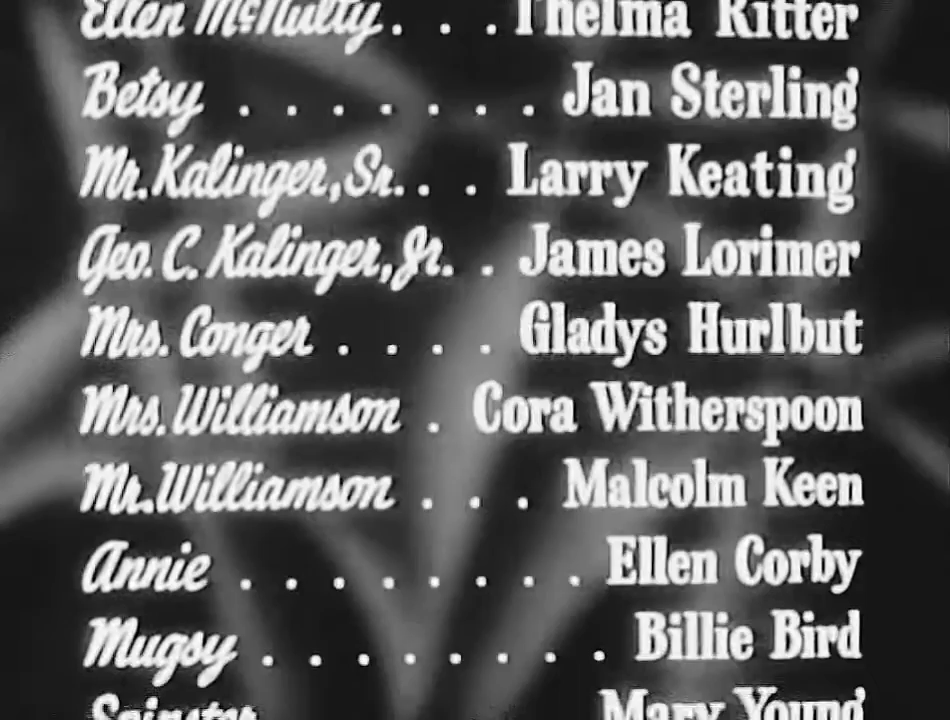 Ellen McNulty. . . .Thelma Ritter
Betsy . . . . . . . Jan Sterling
Mr. Kalinger, Sr. . . Larry Keating
Geo. C. Kalinger, Jr. . James Lorimer
Mrs. Conger . . . . Gladys Hurlbut
Mrs. Williamson . Cora Witherspoon
Mr. Williamson . . . Malcolm Keen
Annie . . . . . . . . Ellen Corby
Mugsy . . . . . . . . Billie Bird
Spinster Mary Young